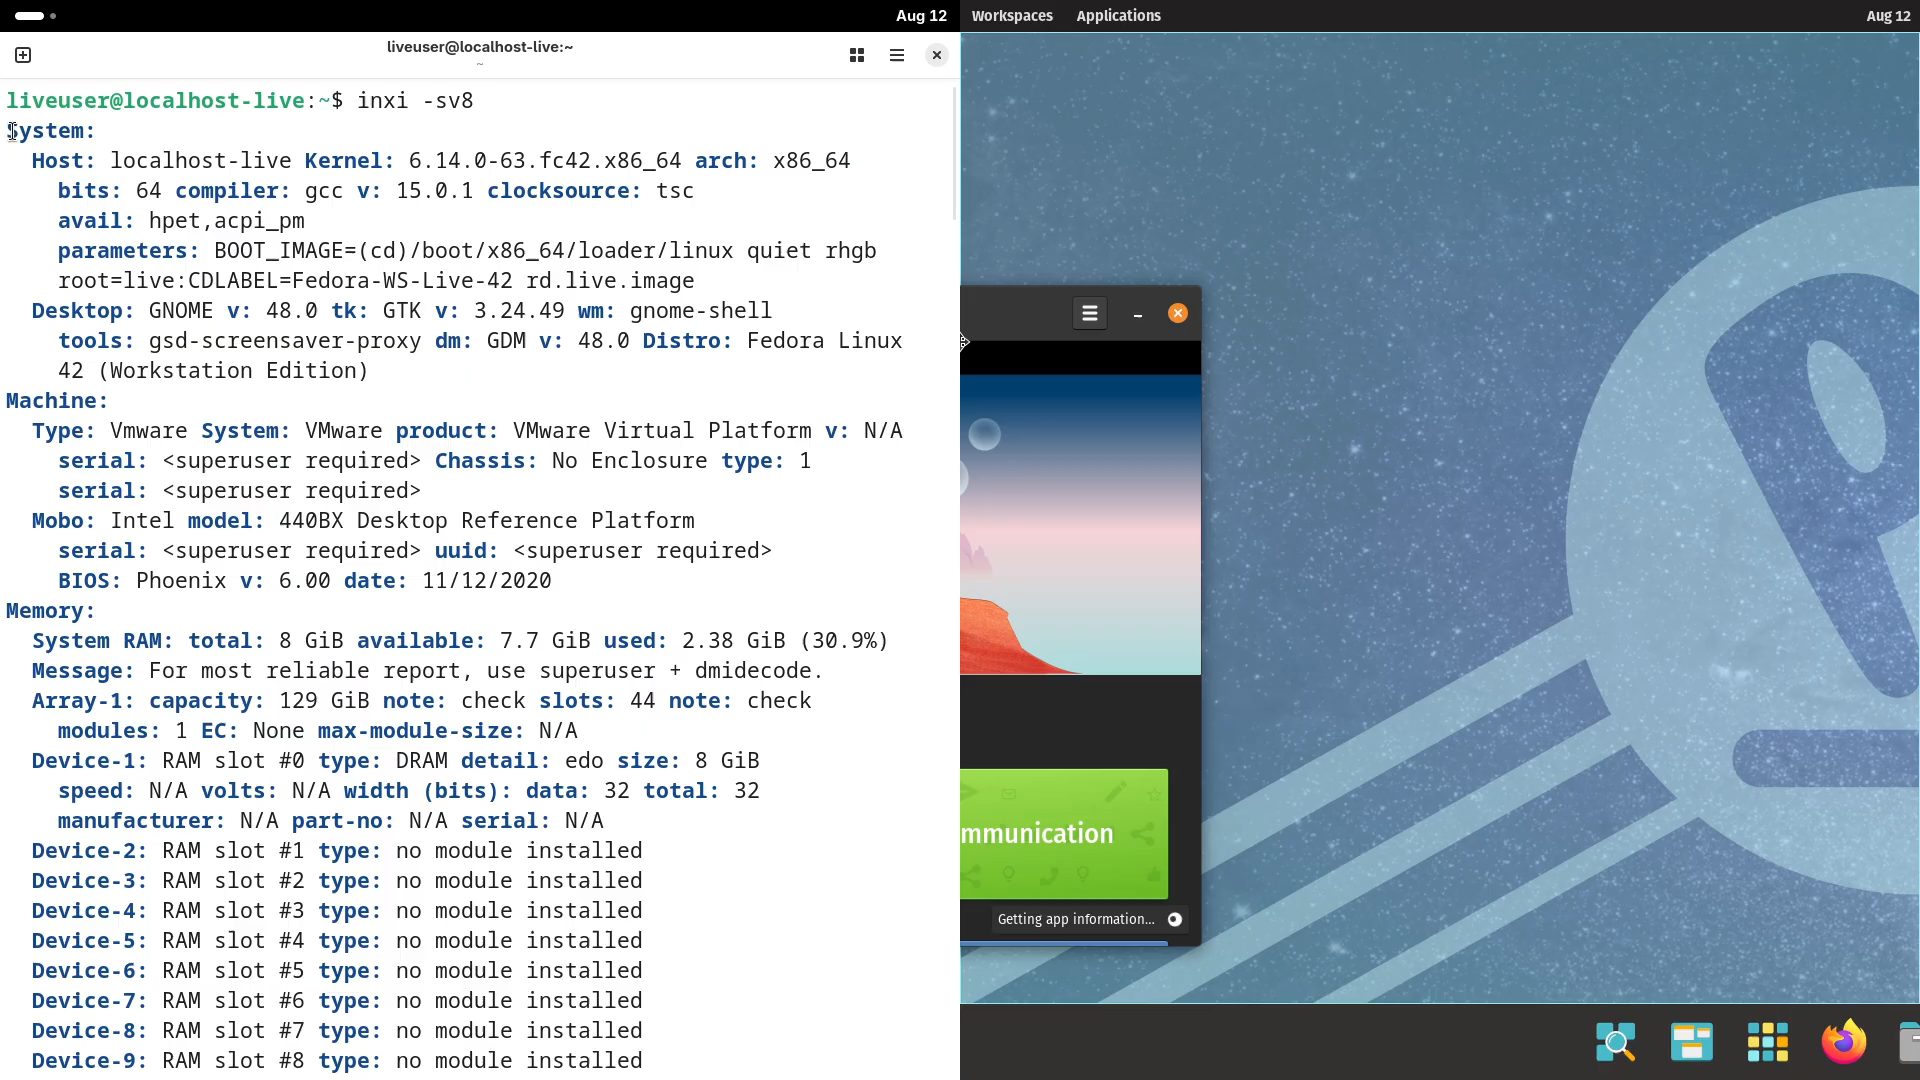 Aug 12
liveuser@localhost-live:~
~
liveuser@localhost-live:~$ inxi -sv8
System:
Host: localhost-live Kernel: 6.14.0-63.fc42.x86_64 arch: x86_64
bits: 64 compiler: gcc v: 15.0.1 clocksource: tsc
avail: hpet,acpi_pm
parameters: BOOT_IMAGE=(cd)/boot/x86_64/loader/linux quiet rhgb
root=live:CDLABEL=Fedora-WS-Live-42 rd.live.image
Desktop: GNOME v: 48.0 tk: GTK v: 3.24.49 wm: gnome-shell
tools: gsd-screensaver-proxy dm: GDM v: 48.0 Distro: Fedora Linux
42 (Workstation Edition)
Machine:
Type: Vmware System: VMware product: VMware Virtual Platform v: N/A
serial: <superuser required> Chassis: No Enclosure type: 1
serial: <superuser required>
Mobo: Intel model: 440BX Desktop Reference Platform
serial: <superuser required> uuid: <superuser required>
BIOS: Phoenix v: 6.00 date: 11/12/2020
Memory:
System RAM: total: 8 GiB available: 7.7 GiB used: 2.38 GiB (30.9%)
Message: For most reliable report, use superuser + dmidecode.
Array-1: capacity: 129 GiB note: check slots: 44 note: check
modules: 1 EC: None max-module-size: N/A
Device-1: RAM slot #0 type: DRAM detail: edo size: 8 GiB
speed: N/A volts: N/A width (bits): data: 32 total: 32
manufacturer: N/A part-no: N/A serial: N/A
Device-2: RAM slot #1 type: no module installed
Device-3: RAM slot #2 type: no module installed
Device-4: RAM slot #3 type: no module installed
Device-5: RAM slot #4 type: no module installed
Device-6: RAM slot #5 type: no module installed
Device-7: RAM slot #6 type: no module installed
Device-8: RAM slot #7 type: no module installed
Device-9: RAM slot #8 type: no module installed
Workspaces Applications Aug 12
mmunication
Getting app information...